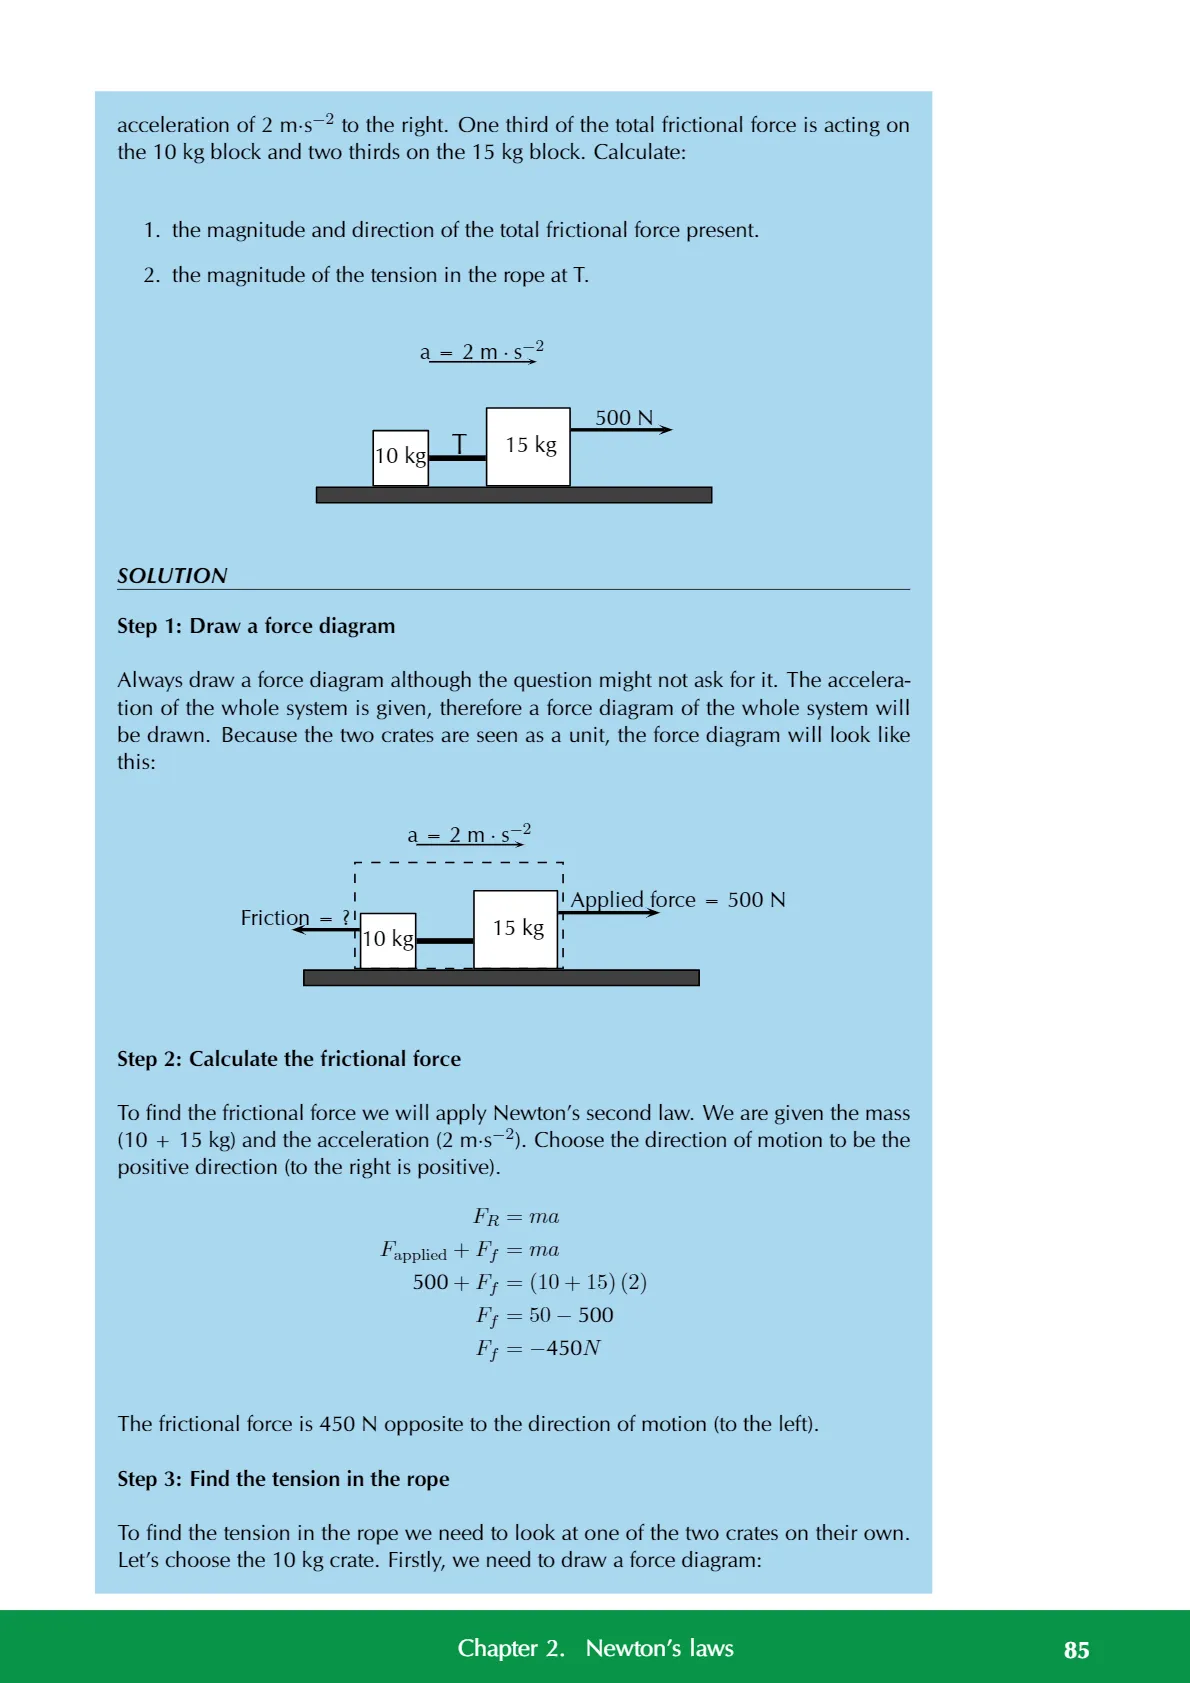 acceleration of 2 m·s⁻² to the right. One third of the total frictional force is acting on
the 10 kg block and two thirds on the 15 kg block. Calculate:
1. the magnitude and direction of the total frictional force present.
2. the magnitude of the tension in the rope at T.
a = 2 m · s⁻²
500 N
10 kg
T
15 kg
SOLUTION
Step 1: Draw a force diagram
Always draw a force diagram although the question might not ask for it. The accelera-
tion of the whole system is given, therefore a force diagram of the whole system will
be drawn. Because the two crates are seen as a unit, the force diagram will look like
this:
a = 2 m · s⁻²
Applied force = 500 N
Friction = ?
10 kg
15 kg
Step 2: Calculate the frictional force
To find the frictional force we will apply Newton's second law. We are given the mass
(10 + 15 kg) and the acceleration (2 m·s⁻²). Choose the direction of motion to be the
positive direction (to the right is positive).
F_R = ma
F_applied + F_f = ma
500 + F_f = (10 + 15) (2)
F_f = 50 − 500
F_f = −450N
The frictional force is 450 N opposite to the direction of motion (to the left).
Step 3: Find the tension in the rope
To find the tension in the rope we need to look at one of the two crates on their own.
Let's choose the 10 kg crate. Firstly, we need to draw a force diagram:
Chapter 2. Newton's laws
85